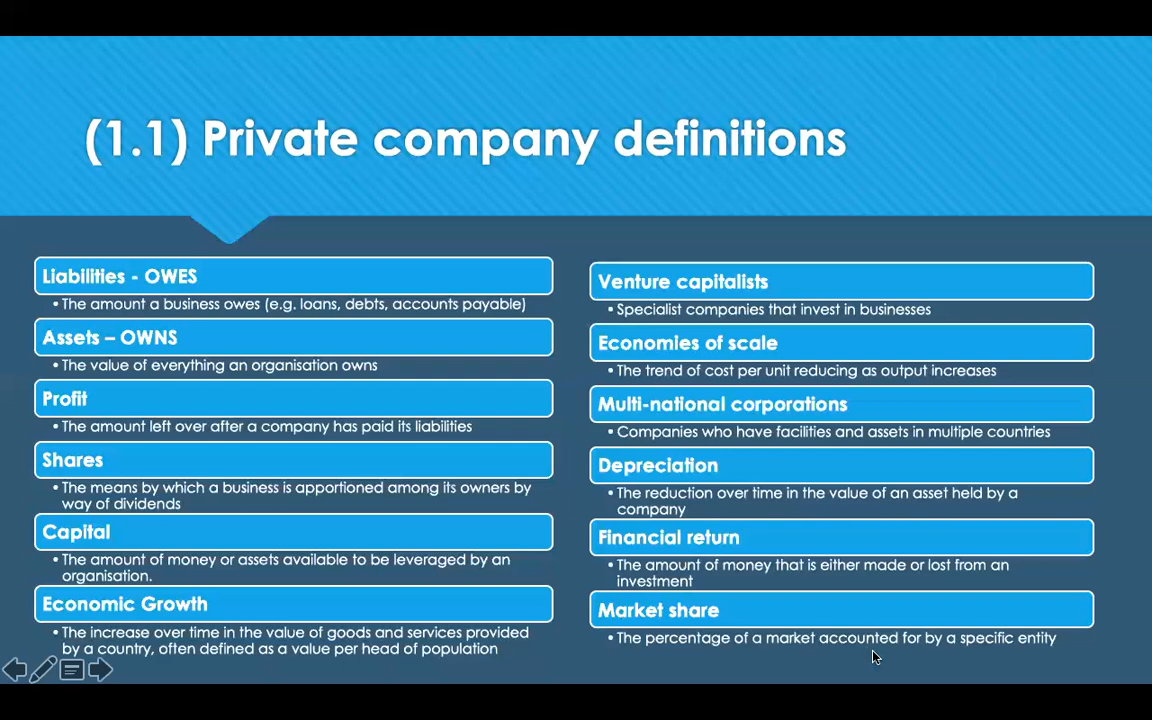 (1.1) Private company definitions
Liabilities - OWES
• The amount a business owes (e.g. loans, debts, accounts payable)
Assets – OWNS
• The value of everything an organisation owns
Profit
• The amount left over after a company has paid its liabilities
Shares
• The means by which a business is apportioned among its owners by
way of dividends
Capital
• The amount of money or assets available to be leveraged by an
organisation.
Economic Growth
• The increase over time in the value of goods and services provided
by a country, often defined as a value per head of population
Venture capitalists
• Specialist companies that invest in businesses
Economies of scale
• The trend of cost per unit reducing as output increases
Multi-national corporations
• Companies who have facilities and assets in multiple countries
Depreciation
• The reduction over time in the value of an asset held by a
company
Financial return
• The amount of money that is either made or lost from an
investment
Market share
• The percentage of a market accounted for by a specific entity